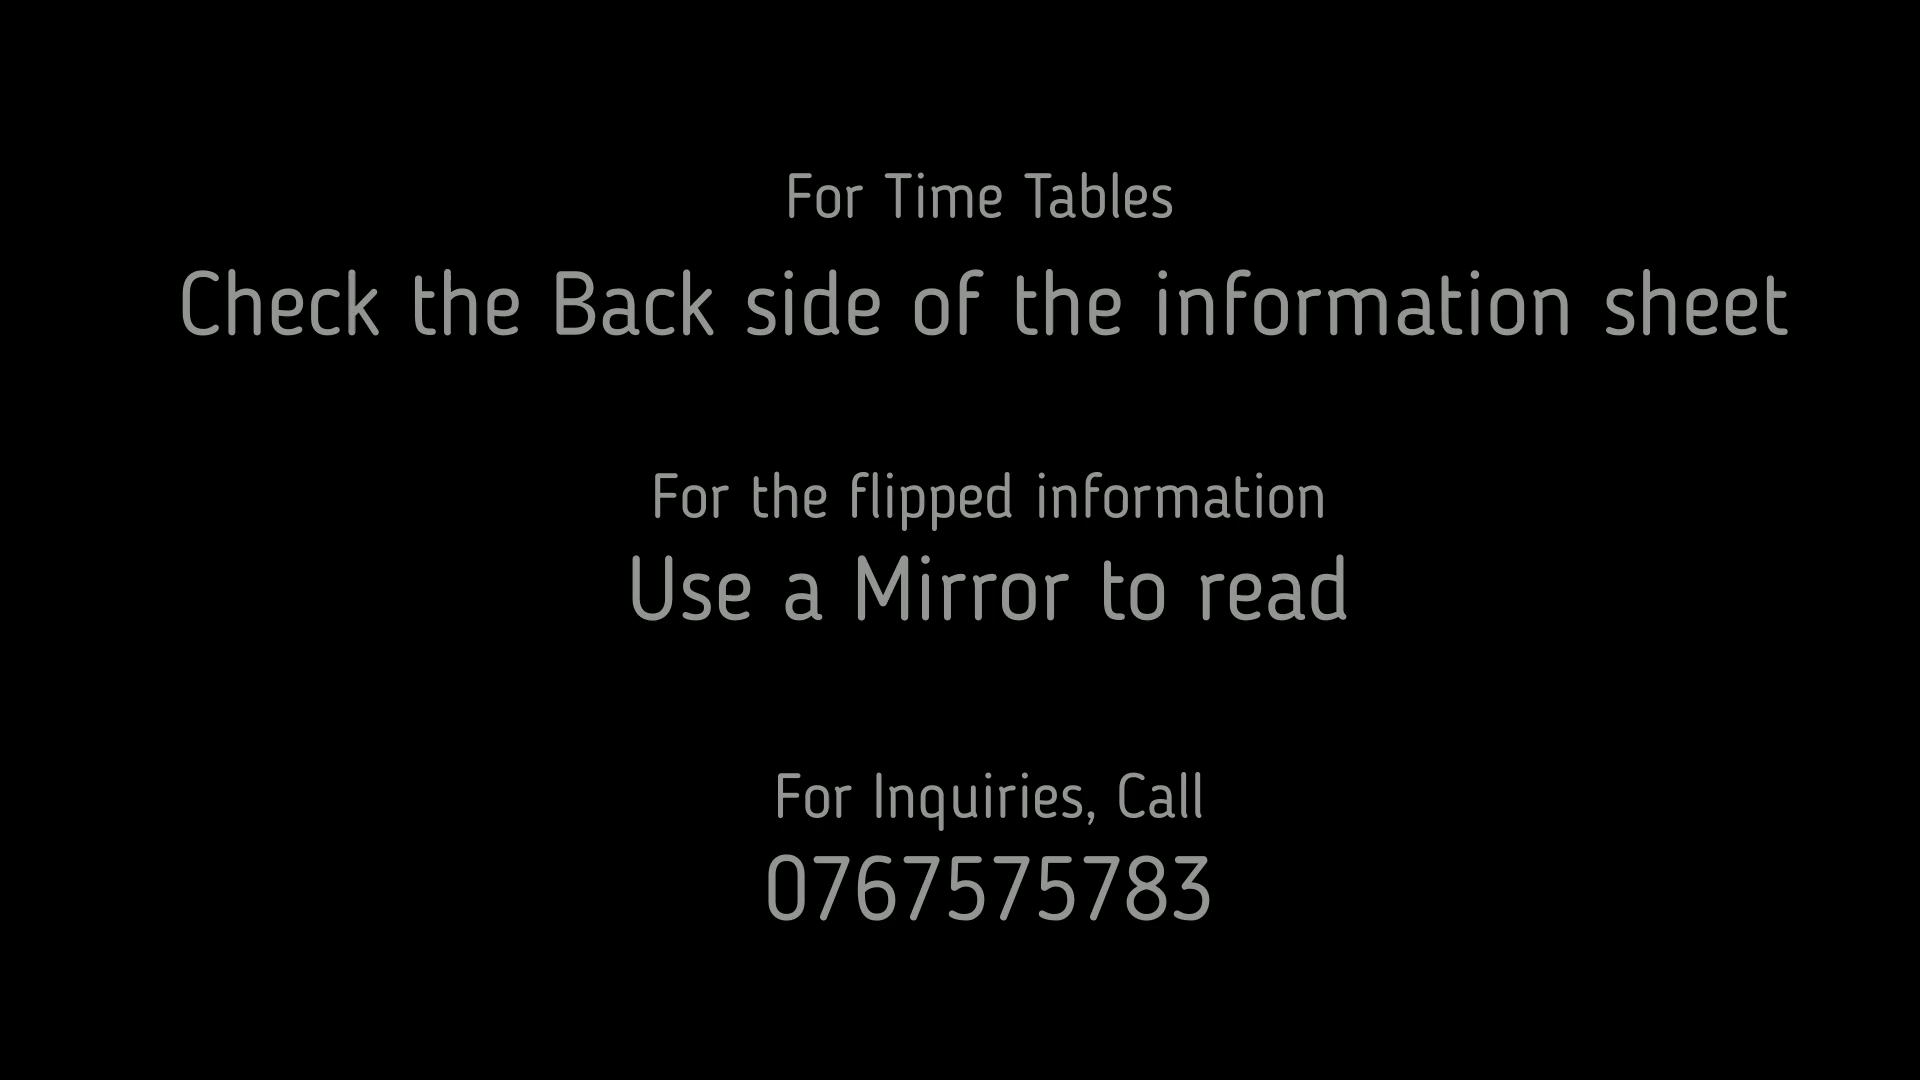 For Time Tables
Check the Back side of the information sheet
For the flipped information
Use a Mirror to read
For Inquiries, Call
0767575783